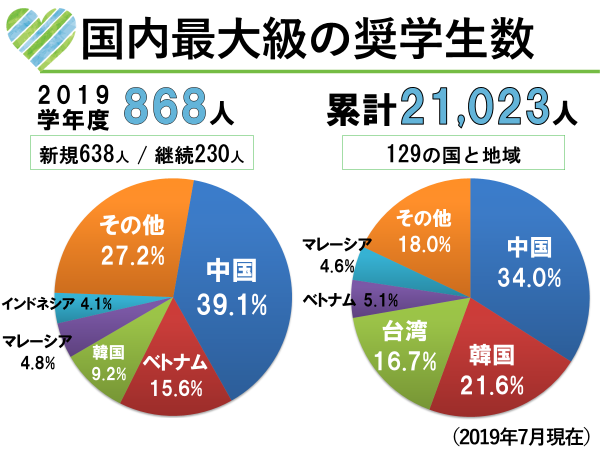 国内最大級の奨学生数
2019
学年度 868人
新規638人 / 継続230人
累計21,023人
129の国と地域
中国
39.1%
ベトナム
15.6%
韓国
9.2%
マレーシア
4.8%
インドネシア 4.1%
その他
27.2%
中国
34.0%
韓国
21.6%
台湾
16.7%
ベトナム 5.1%
マレーシア
4.6%
その他
18.0%
(2019年7月現在)